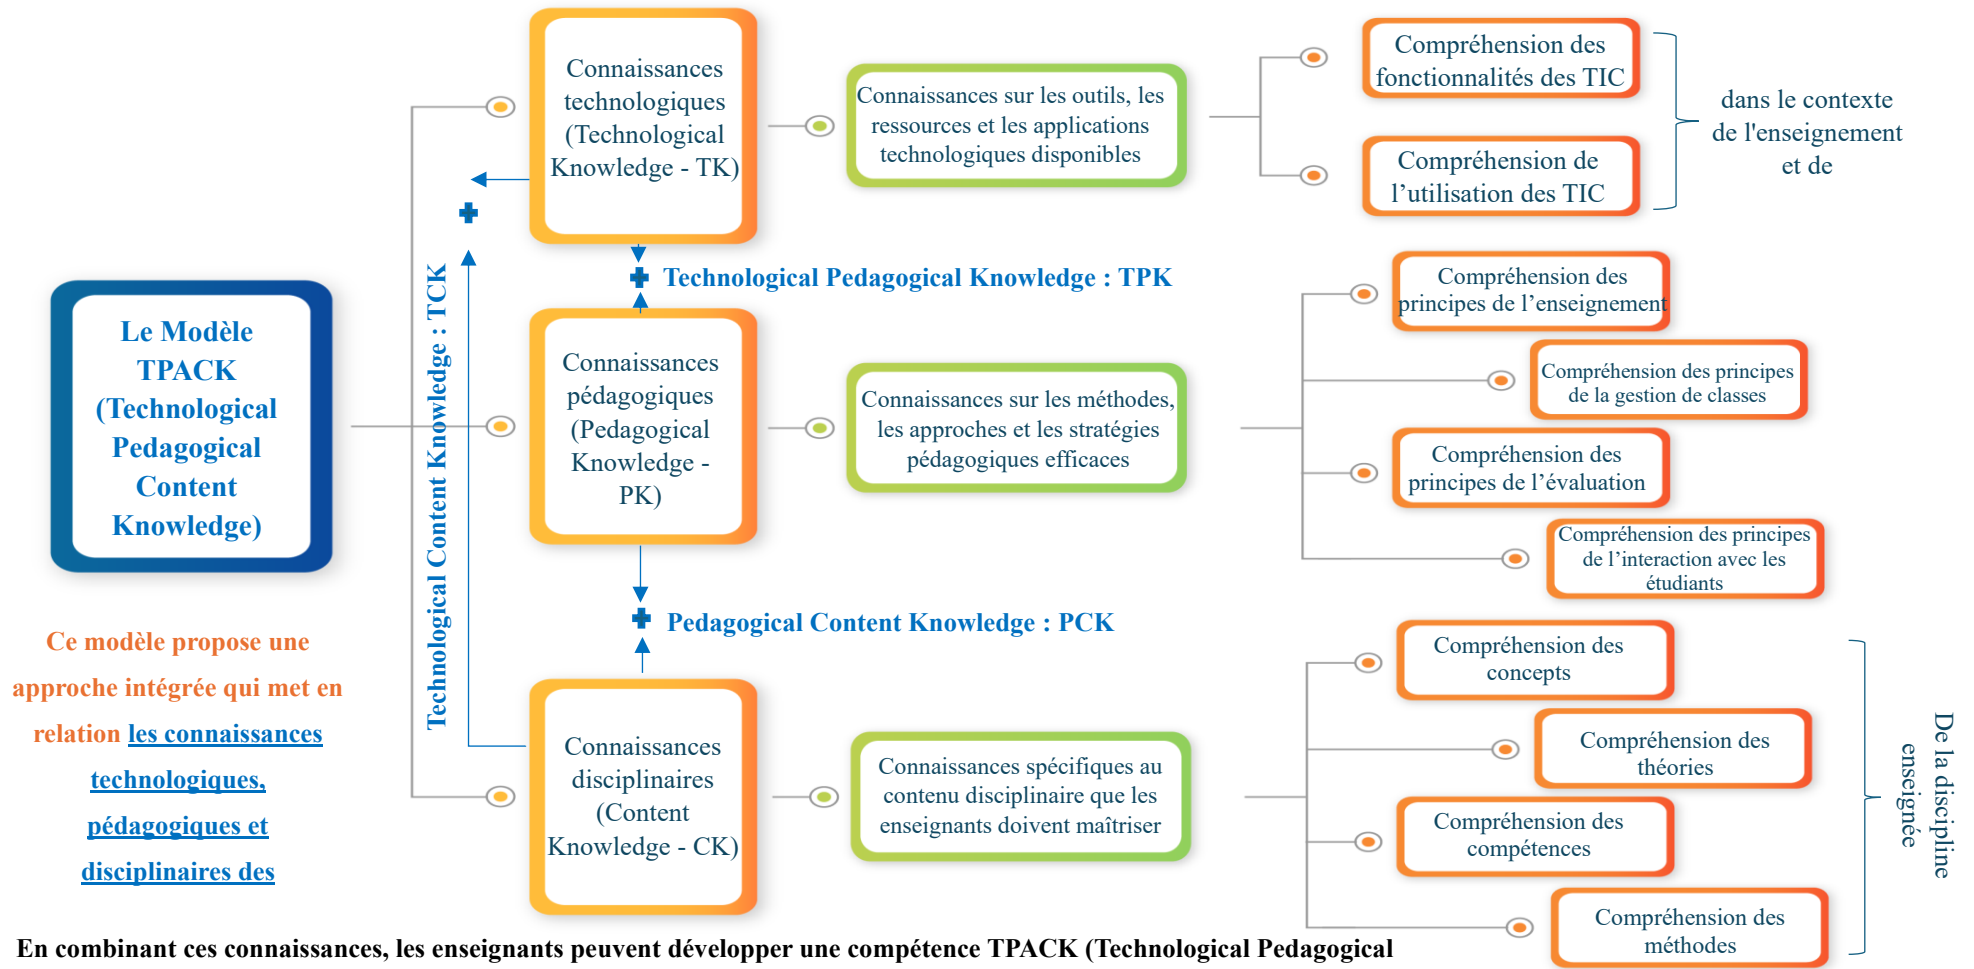 Le Modèle
TPACK
(Technological
Pedagogical
Content
Knowledge)
Ce modèle propose une
approche intégrée qui met en
relation les connaissances
technologiques,
pédagogiques et
disciplinaires des
Technological Content Knowledge : TCK
Connaissances
technologiques
(Technological
Knowledge - TK)
Connaissances sur les outils, les
ressources et les applications
technologiques disponibles
Compréhension des
fonctionnalités des TIC
Compréhension de
l’utilisation des TIC
dans le contexte
de l'enseignement
et de
Technological Pedagogical Knowledge : TPK
Connaissances
pédagogiques
(Pedagogical
Knowledge -
PK)
Connaissances sur les méthodes,
les approches et les stratégies
pédagogiques efficaces
Compréhension des
principes de l’enseignement
Compréhension des principes
de la gestion de classes
Compréhension des
principes de l’évaluation
Compréhension des principes
de l’interaction avec les
étudiants
Pedagogical Content Knowledge : PCK
Connaissances
disciplinaires
(Content
Knowledge - CK)
Connaissances spécifiques au
contenu disciplinaire que les
enseignants doivent maîtriser
Compréhension des
concepts
Compréhension des
théories
Compréhension des
compétences
Compréhension des
méthodes
De la discipline
enseignée
En combinant ces connaissances, les enseignants peuvent développer une compétence TPACK (Technological Pedagogical